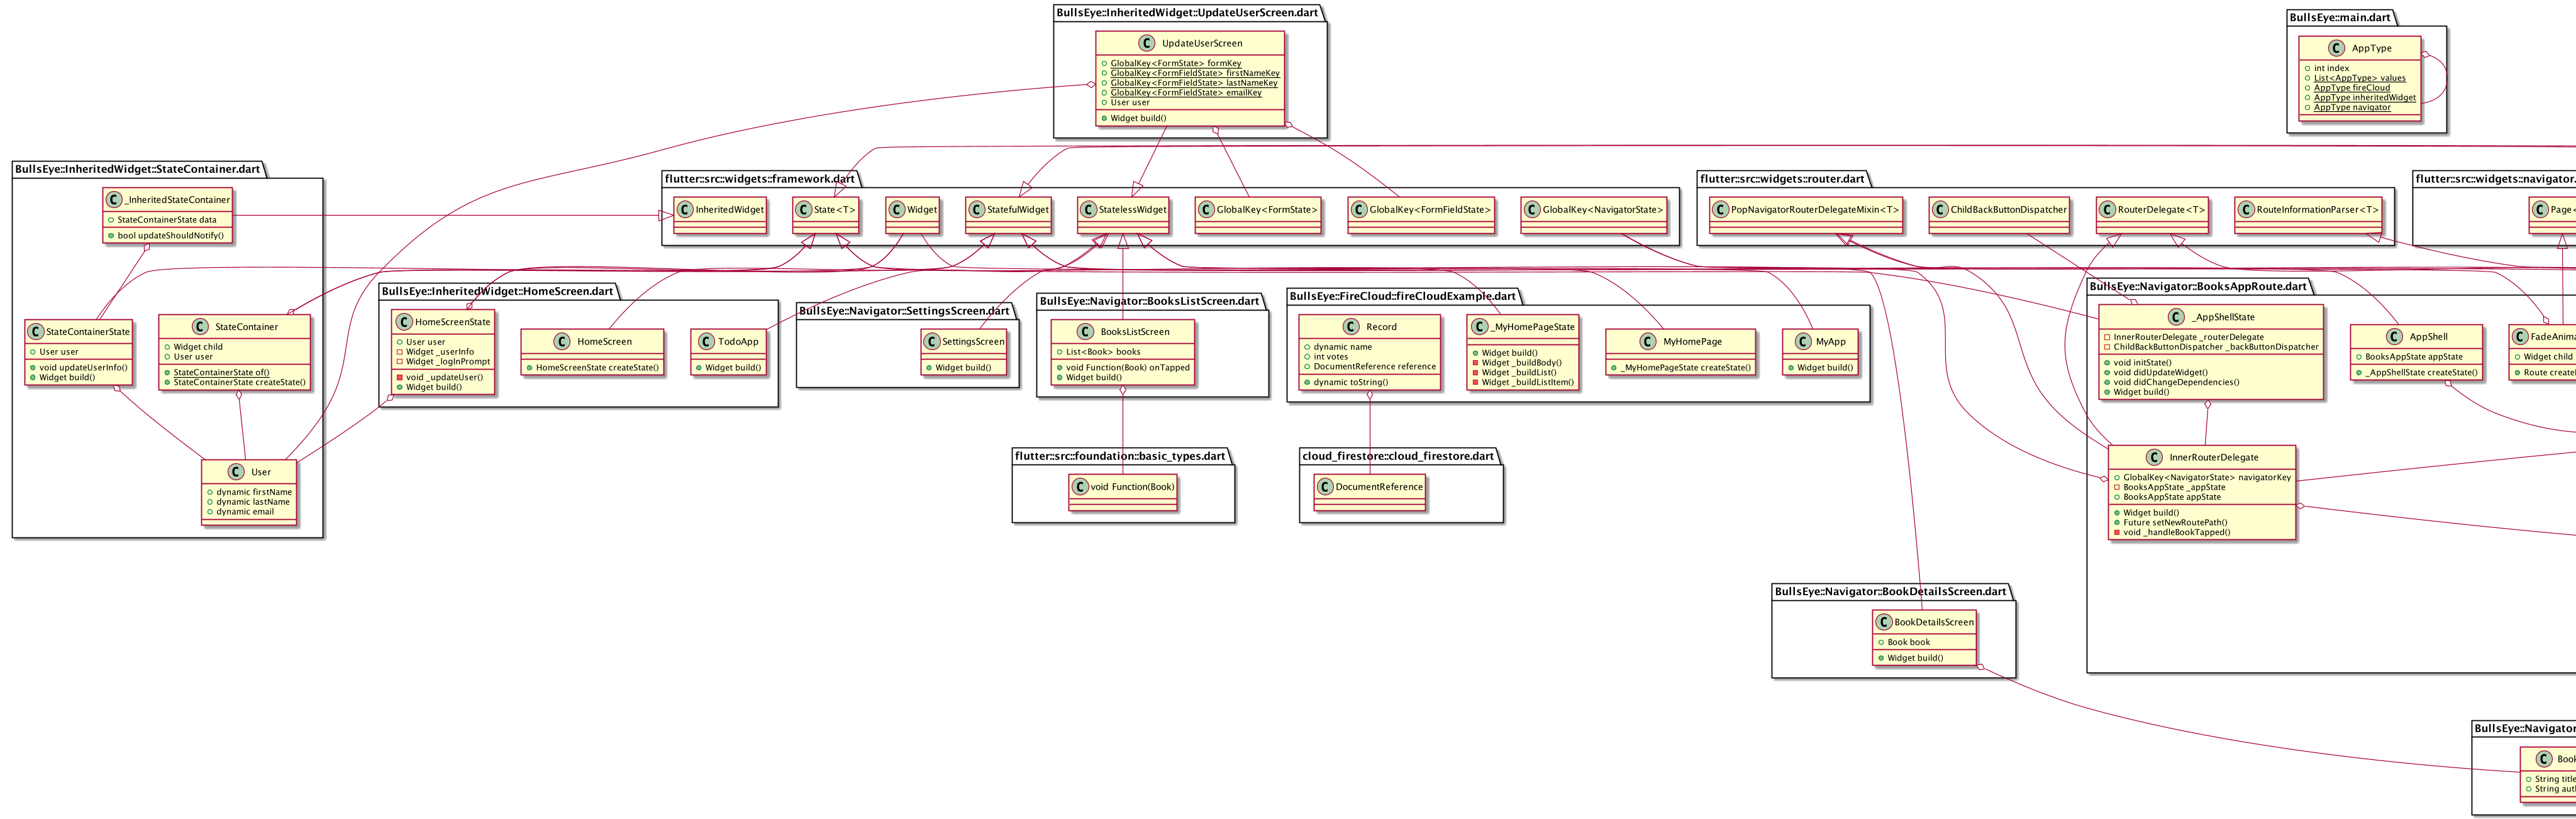 BullsEye::InheritedWidget::UpdateUserScreen.dart
C UpdateUserScreen
GlobalKey<FormState> formKey
GlobalKey<FormFieldState> firstNameKey
GlobalKey<FormFieldState> lastNameKey
GlobalKey<FormFieldState> emailKey
User user
Widget build()
BullsEye::main.dart
C AppType
int index
List<AppType> values
AppType fireCloud
AppType inheritedWidget
AppType navigator
BullsEye::InheritedWidget::StateContainer.dart
C _InheritedStateContainer
StateContainerState data
bool updateShouldNotify()
C StateContainerState
User user
void updateUserInfo()
Widget build()
C StateContainer
Widget child
User user
StateContainerState of()
StateContainerState createState()
C User
dynamic firstName
dynamic lastName
dynamic email
flutter::src::widgets::framework.dart
C InheritedWidget
C State<T>
C Widget
C StatefulWidget
C StatelessWidget
C GlobalKey<FormState>
C GlobalKey<FormFieldState>
C GlobalKey<NavigatorState>
flutter::src::widgets::router.dart
C PopNavigatorRouterDelegateMixin<T>
C ChildBackButtonDispatcher
C RouterDelegate<T>
C RouteInformationParser<T>
flutter::src::widgets::navigator.
C Page<
BullsEye::InheritedWidget::HomeScreen.dart
C HomeScreenState
User user
Widget _userInfo
Widget _logInPrompt
void _updateUser()
Widget build()
C HomeScreen
HomeScreenState createState()
C TodoApp
Widget build()
BullsEye::Navigator::SettingsScreen.dart
C SettingsScreen
Widget build()
BullsEye::Navigator::BooksListScreen.dart
C BooksListScreen
List<Book> books
void Function(Book) onTapped
Widget build()
BullsEye::FireCloud::fireCloudExample.dart
C Record
dynamic name
int votes
DocumentReference reference
dynamic toString()
C _MyHomePageState
Widget build()
Widget _buildBody()
Widget _buildList()
Widget _buildListItem()
C MyHomePage
_MyHomePageState createState()
C MyApp
Widget build()
BullsEye::Navigator::BooksAppRoute.dart
C _AppShellState
InnerRouterDelegate _routerDelegate
ChildBackButtonDispatcher _backButtonDispatcher
void initState()
void didUpdateWidget()
void didChangeDependencies()
Widget build()
C AppShell
BooksAppState appState
_AppShellState createState()
C FadeAnima
Widget child
Route create
C InnerRouterDelegate
GlobalKey<NavigatorState> navigatorKey
BooksAppState _appState
BooksAppState appState
Widget build()
Future setNewRoutePath()
void _handleBookTapped()
flutter::src::foundation::basic_types.dart
C void Function(Book)
cloud_firestore::cloud_firestore.dart
C DocumentReference
BullsEye::Navigator::BookDetailsScreen.dart
C BookDetailsScreen
Book book
Widget build()
BullsEye::Navigator
C Book
String title
String aut